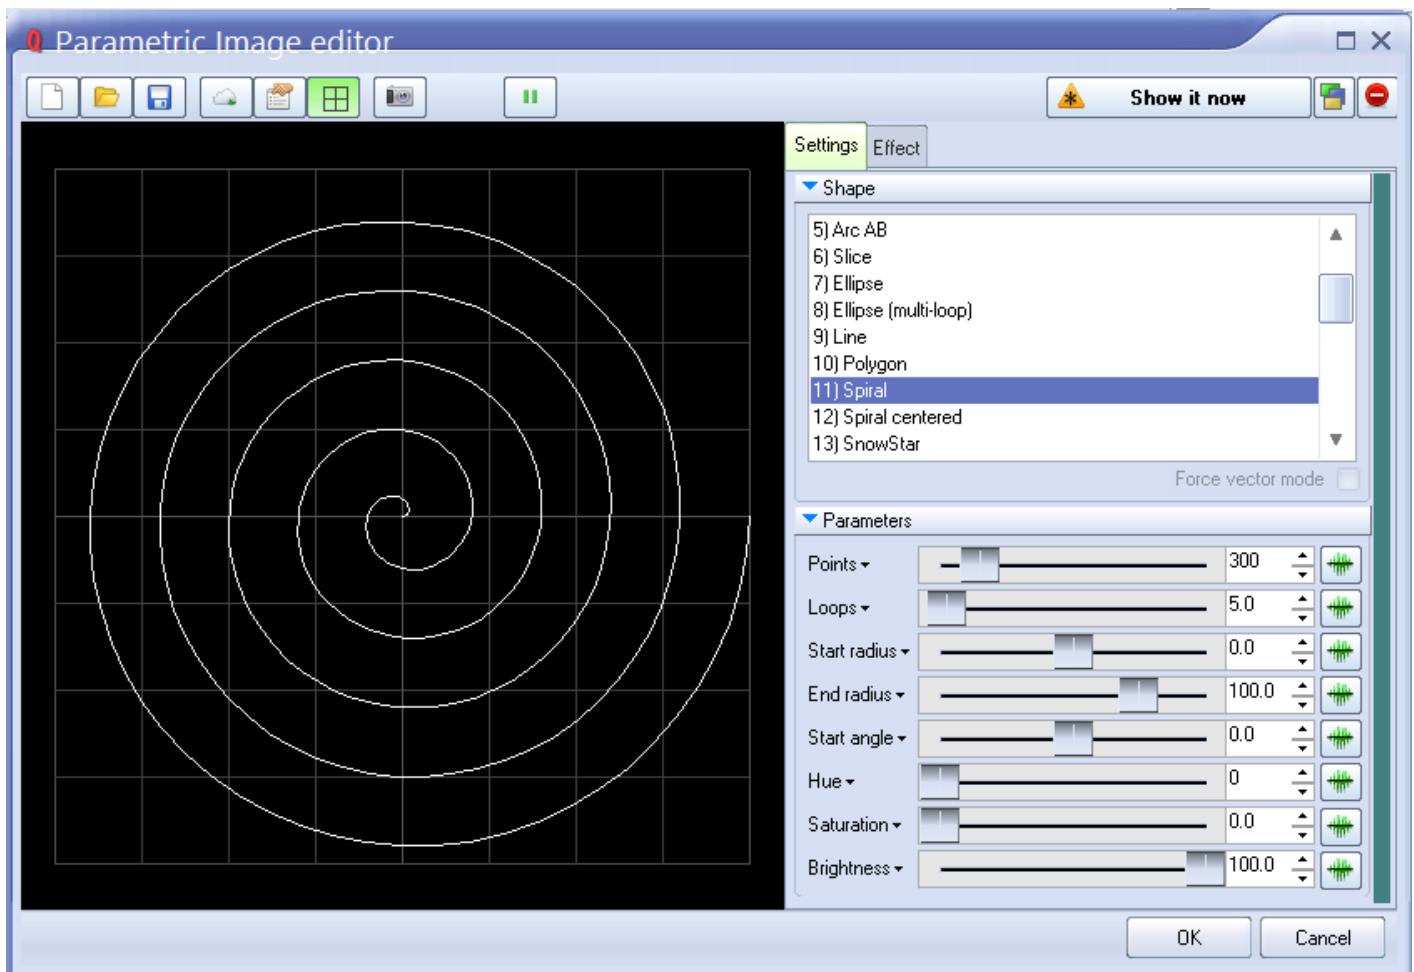 Parametric Image editor
Show it now
Settings Effect
Shape
5) Arc AB
6) Slice
7) Ellipse
8) Ellipse (multi-loop)
9) Line
10) Polygon
11) Spiral
12) Spiral centered
13) SnowStar
Force vector mode
Parameters
Points 300
Loops 5.0
Start radius 0.0
End radius 100.0
Start angle 0.0
Hue 0
Saturation 0.0
Brightness 100.0
OK Cancel